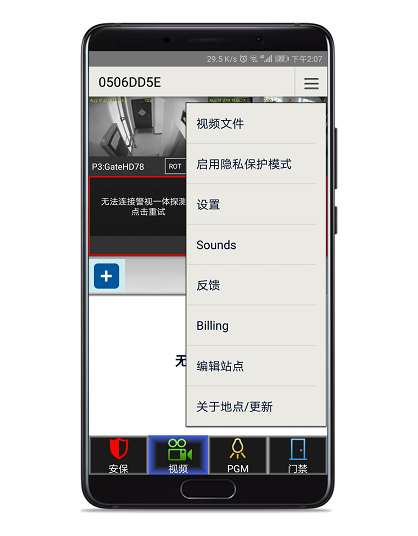 29.5 K/s 下午2:07
0506DD5E
视频文件
P3:GateHD78
ROT
启用隐私保护模式
无法连接警视一体探测
点击重试
设置
Sounds
反馈
Billing
无
编辑站点
关于地点/更新
安保
视频
PGM
门禁